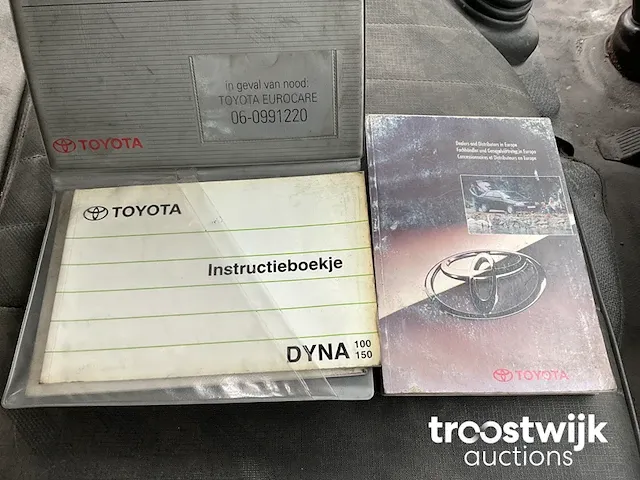 in geval van nood:
TOYOTA EUROCARE
06-0991220
TOYOTA
TOYOTA
Instructieboekje
DYNA 100
150
Dealers and Distributors in Europe
Fachhändler und Generalvertretung in Europa
Concessionnaires et Distributeurs en Europe
TOYOTA
troostwijk
auctions